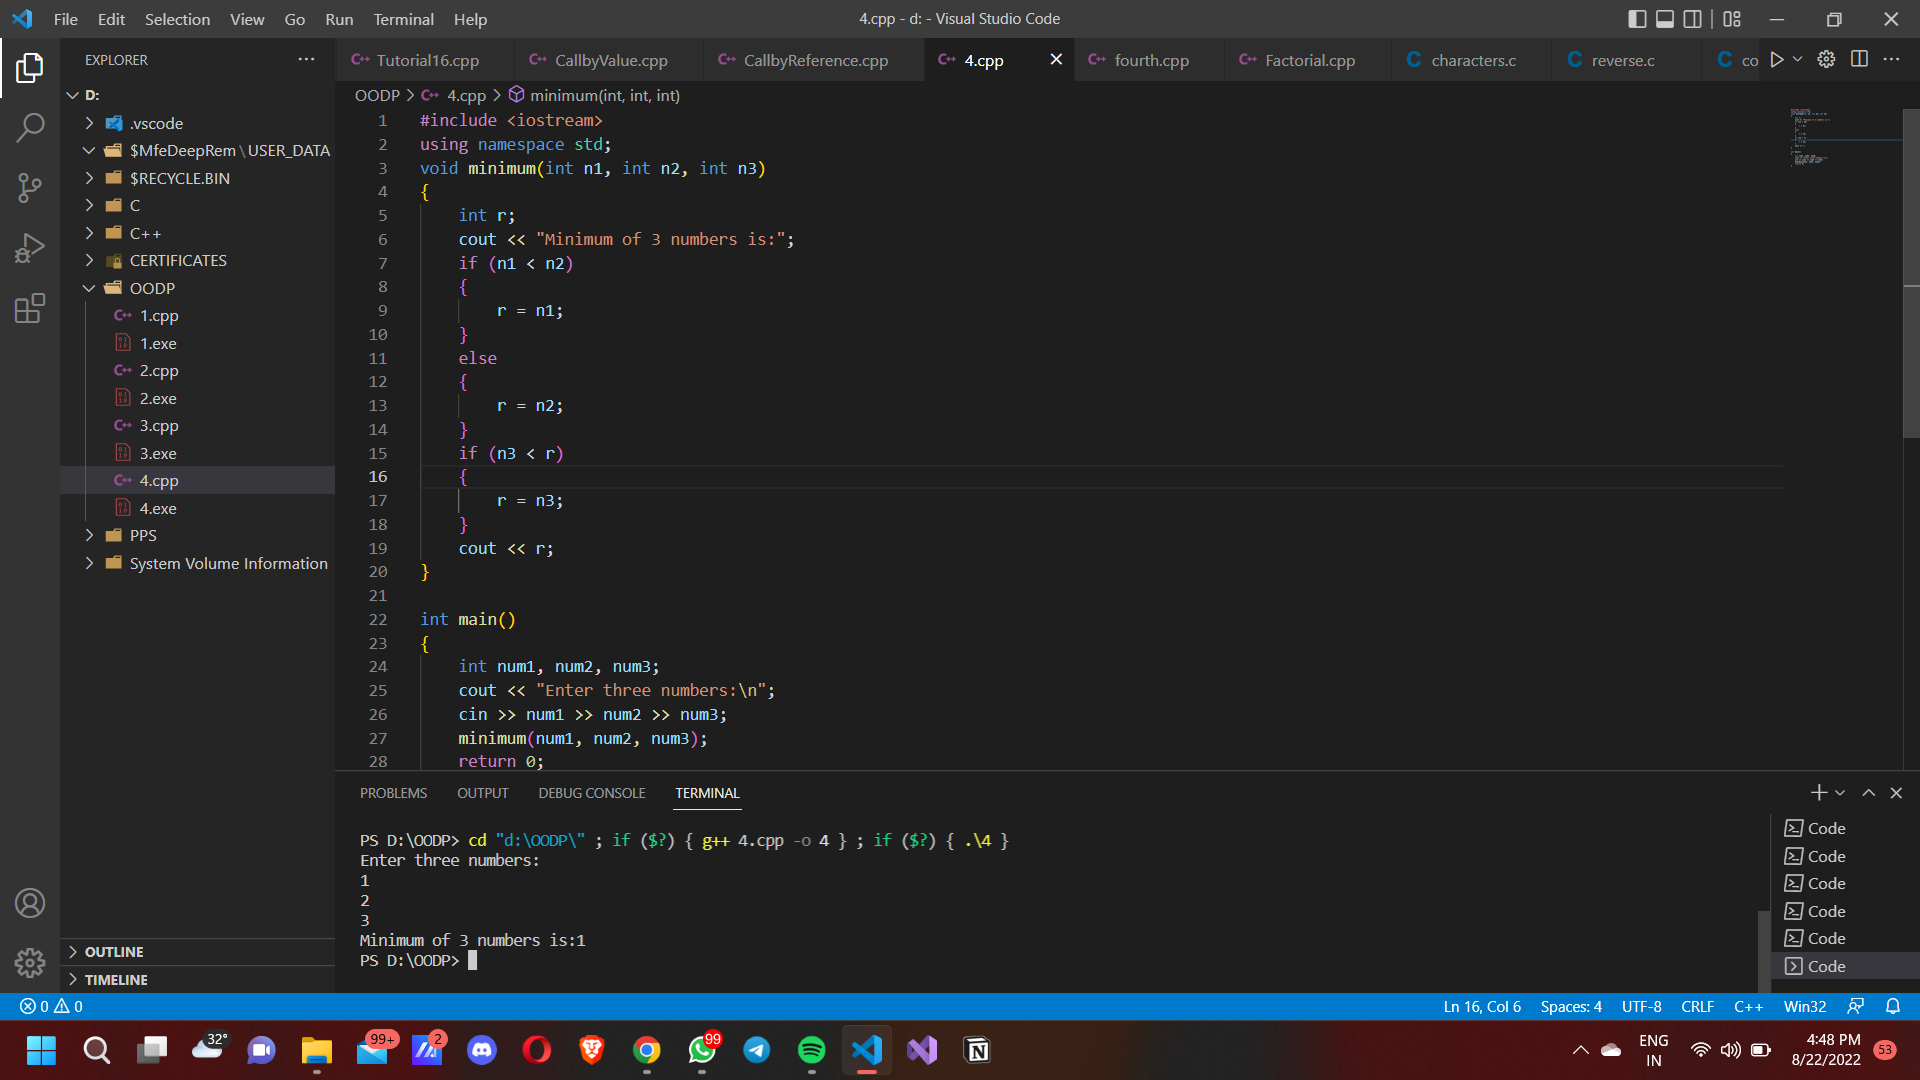 File Edit Selection View Go Run Terminal Help
4.cpp - d: - Visual Studio Code
EXPLORER
D:
.vscode
$MfeDeepRem \ USER_DATA
$RECYCLE.BIN
C
C++
CERTIFICATES
OODP
1.cpp
1.exe
2.cpp
2.exe
3.cpp
3.exe
4.cpp
4.exe
PPS
System Volume Information
OUTLINE
TIMELINE
Tutorial16.cpp CallbyValue.cpp CallbyReference.cpp 4.cpp fourth.cpp Factorial.cpp characters.c reverse.c co
OODP > 4.cpp > minimum(int, int, int)
1 #include <iostream>
2 using namespace std;
3 void minimum(int n1, int n2, int n3)
4 {
5 int r;
6 cout << "Minimum of 3 numbers is:";
7 if (n1 < n2)
8 {
9 r = n1;
10 }
11 else
12 {
13 r = n2;
14 }
15 if (n3 < r)
16 {
17 r = n3;
18 }
19 cout << r;
20 }
21
22 int main()
23 {
24 int num1, num2, num3;
25 cout << "Enter three numbers:\n";
26 cin >> num1 >> num2 >> num3;
27 minimum(num1, num2, num3);
28 return 0;
PROBLEMS OUTPUT DEBUG CONSOLE TERMINAL
PS D:\OODP> cd "d:\OODP\" ; if ($?) { g++ 4.cpp -o 4 } ; if ($?) { .\4 }
Enter three numbers:
1
2
3
Minimum of 3 numbers is:1
PS D:\OODP>
Code
Code
Code
Code
Code
Code
0 0
Ln 16, Col 6 Spaces: 4 UTF-8 CRLF C++ Win32
32°
99+
2
99
ENG
IN
4:48 PM
8/22/2022
53